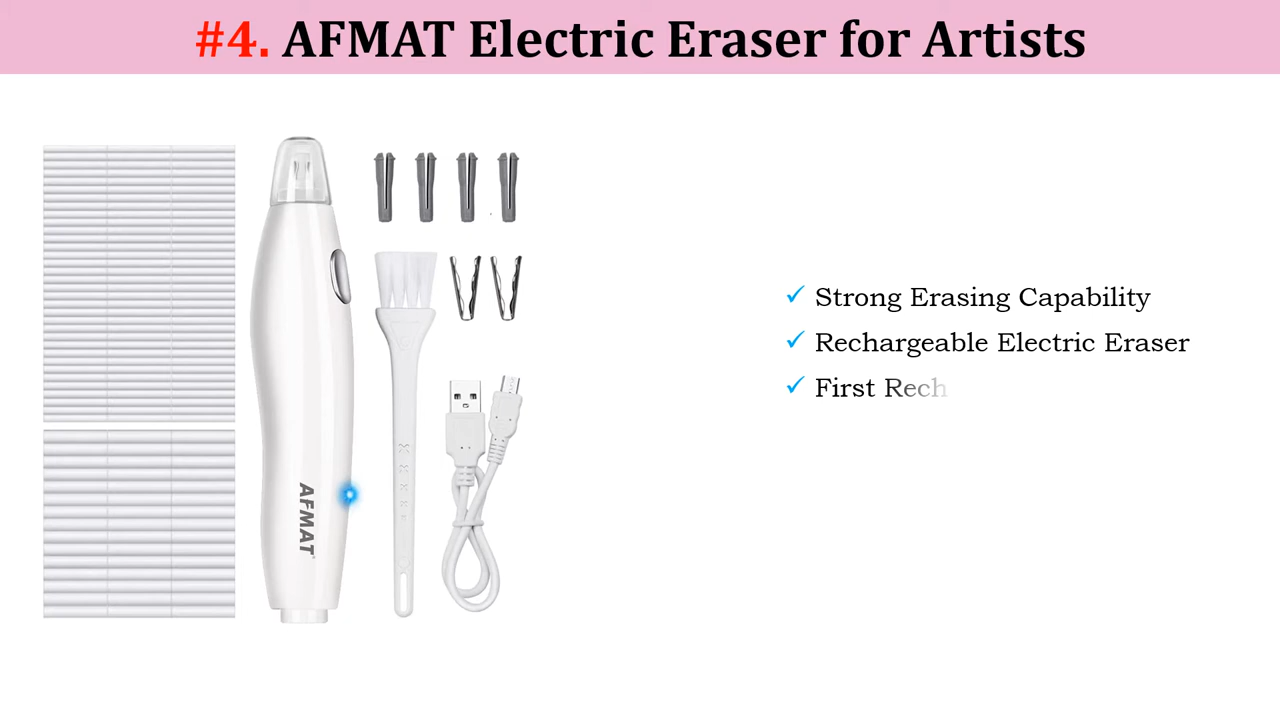 #4. AFMAT Electric Eraser for Artists
Strong Erasing Capability
Rechargeable Electric Eraser
First Rech
AFMAT